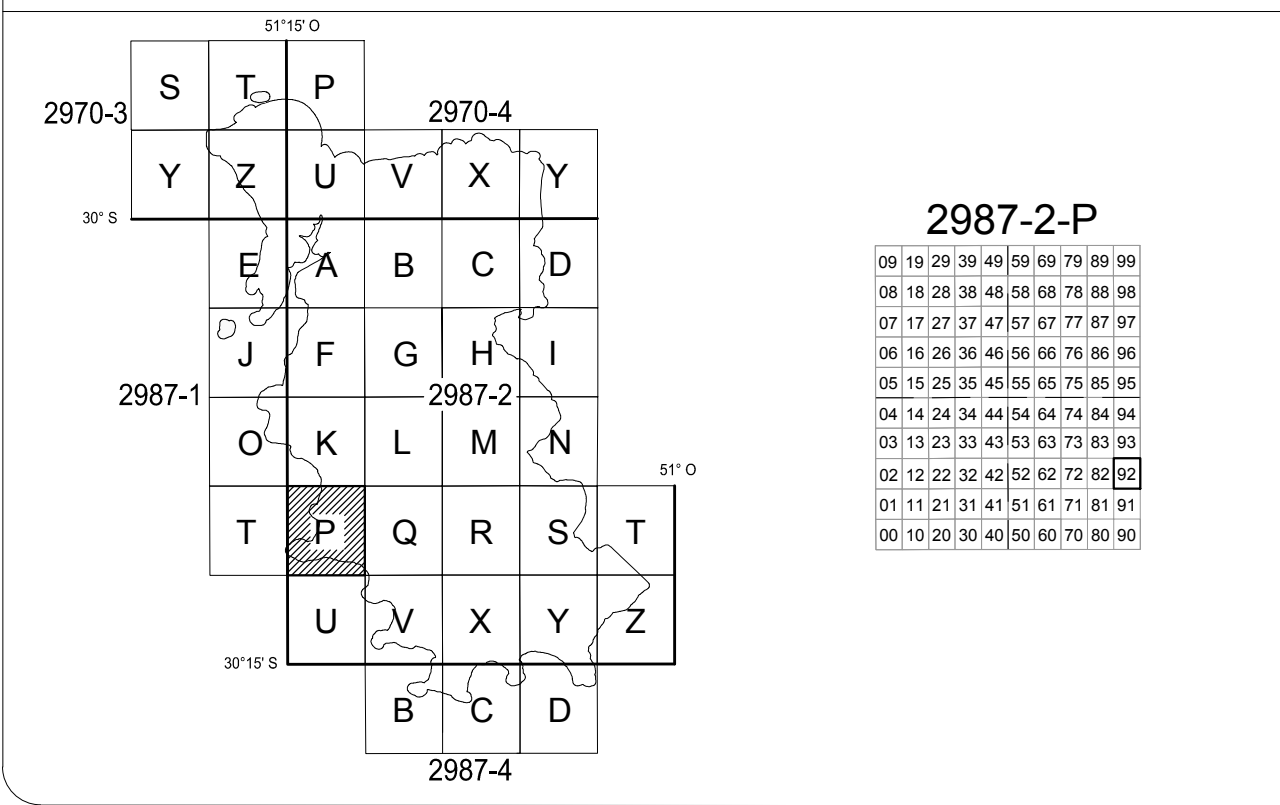 51°15' O
S T P
2970-3
2970-4
Y Z U V X Y
30° S
E A B C D
J F G H I
2987-1
2987-2
O K L M N
51° O
T P Q R S T
U V X Y Z
30°15' S
B C D
2987-4
2987-2-P
09 19 29 39 49 59 69 79 89 99
08 18 28 38 48 58 68 78 88 98
07 17 27 37 47 57 67 77 87 97
06 16 26 36 46 56 66 76 86 96
05 15 25 35 45 55 65 75 85 95
04 14 24 34 44 54 64 74 84 94
03 13 23 33 43 53 63 73 83 93
02 12 22 32 42 52 62 72 82 92
01 11 21 31 41 51 61 71 81 91
00 10 20 30 40 50 60 70 80 90